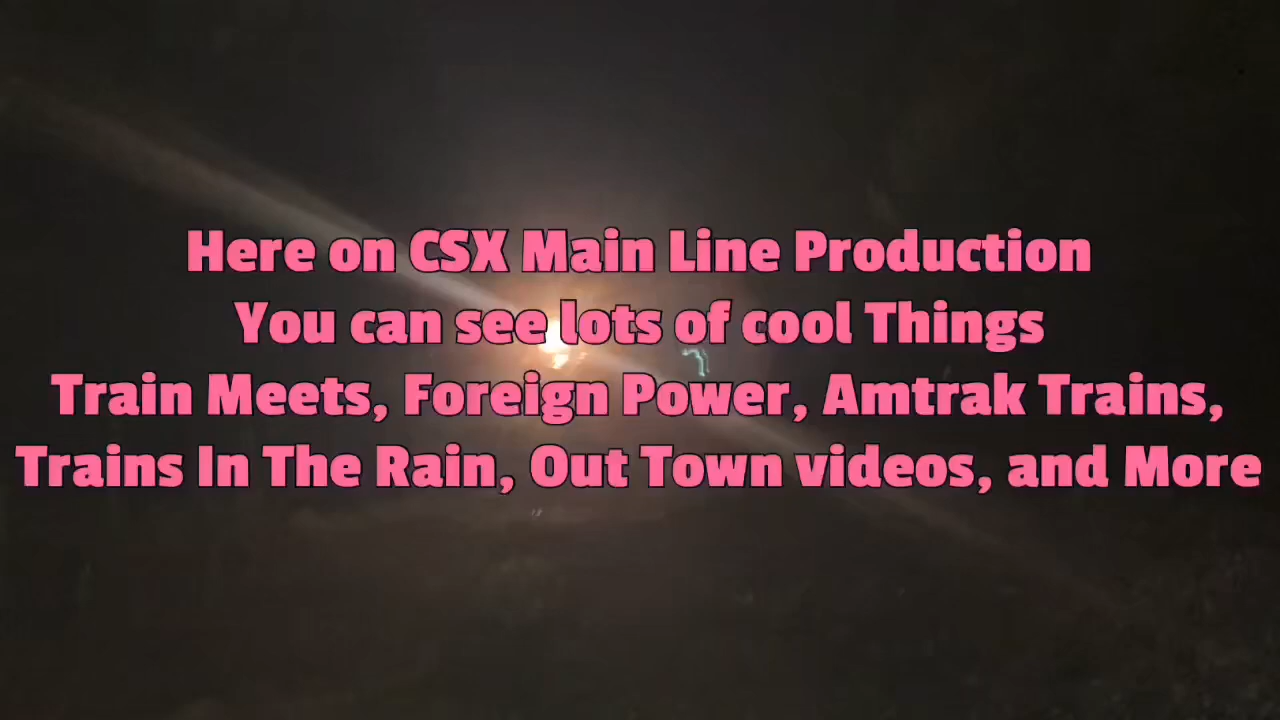 Here on CSX Main Line Production
You can see lots of cool Things
Train Meets, Foreign Power, Amtrak Trains,
Trains In The Rain, Out Town videos, and More